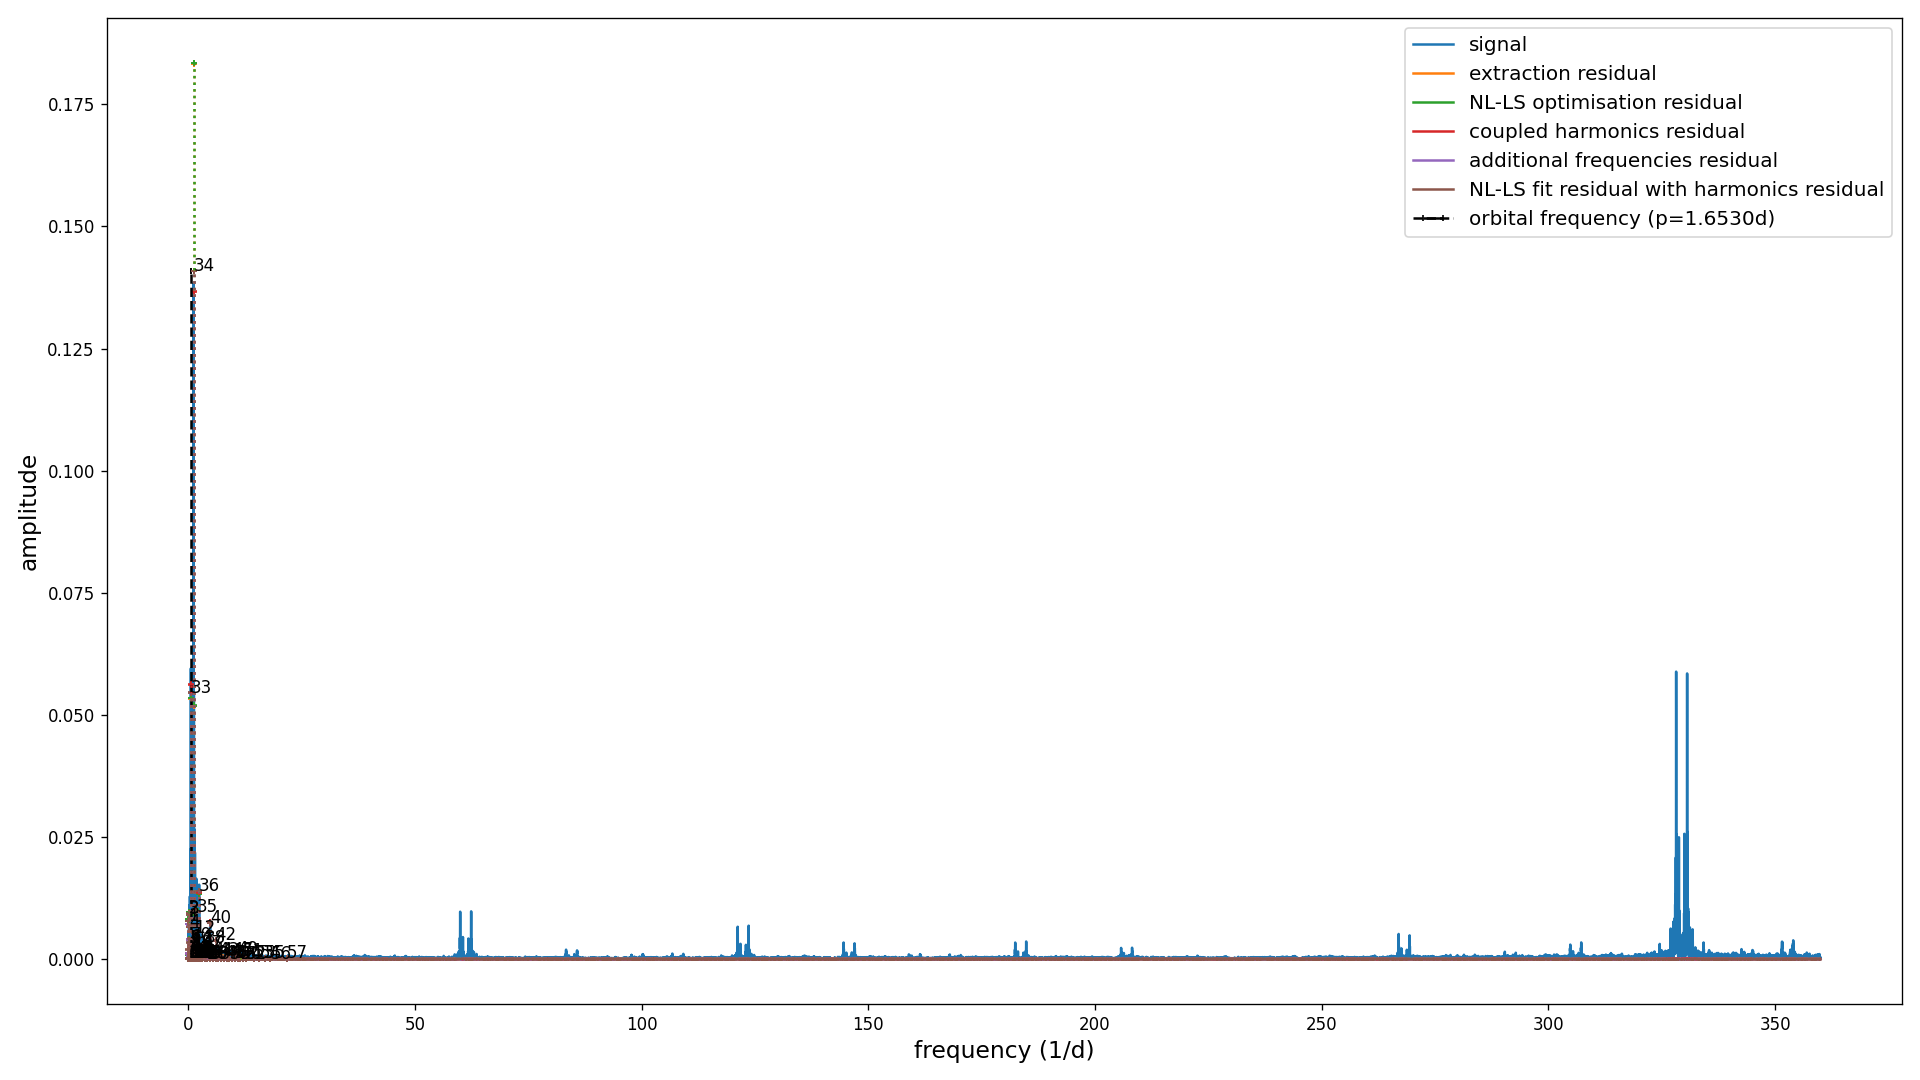 signal
extraction residual
NL-LS optimisation residual
coupled harmonics residual
additional frequencies residual
NL-LS fit residual with harmonics residual
orbital frequency (p=1.6530d)
amplitude
0.175
0.150
0.125
0.100
0.075
0.050
0.025
0.000
34
33
36
35
40
42
57
0
50
100
150
200
250
300
350
frequency (1/d)